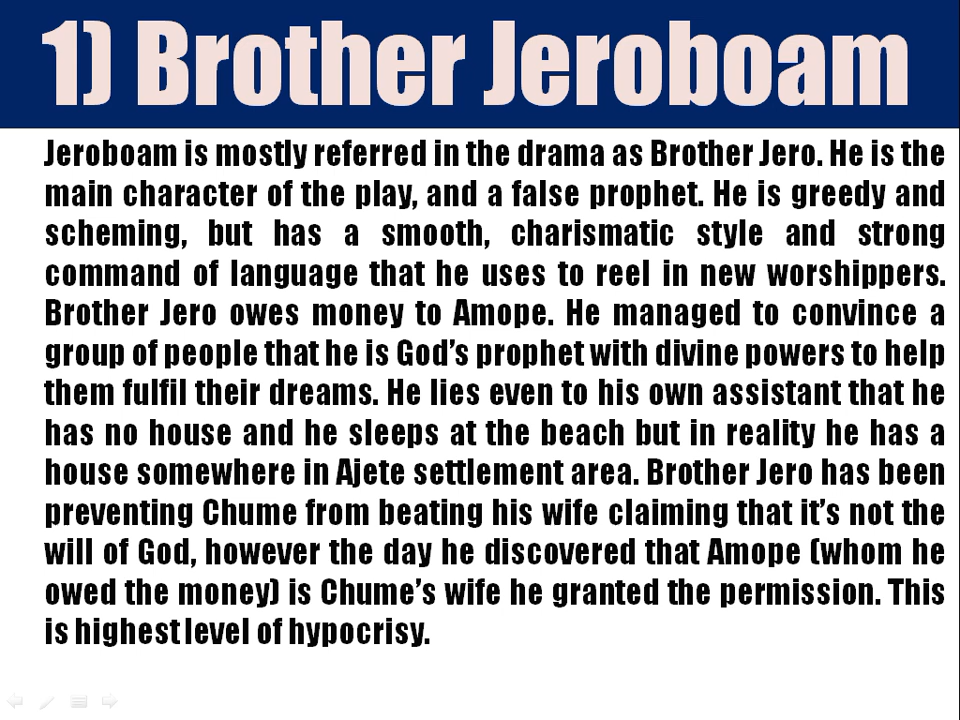 1) Brother Jeroboam
Jeroboam is mostly referred in the drama as Brother Jero. He is the
main character of the play, and a false prophet. He is greedy and
scheming, but has a smooth, charismatic style and strong
command of language that he uses to reel in new worshippers.
Brother Jero owes money to Amope. He managed to convince a
group of people that he is God’s prophet with divine powers to help
them fulfil their dreams. He lies even to his own assistant that he
has no house and he sleeps at the beach but in reality he has a
house somewhere in Ajete settlement area. Brother Jero has been
preventing Chume from beating his wife claiming that it’s not the
will of God, however the day he discovered that Amope (whom he
owed the money) is Chume’s wife he granted the permission. This
is highest level of hypocrisy.